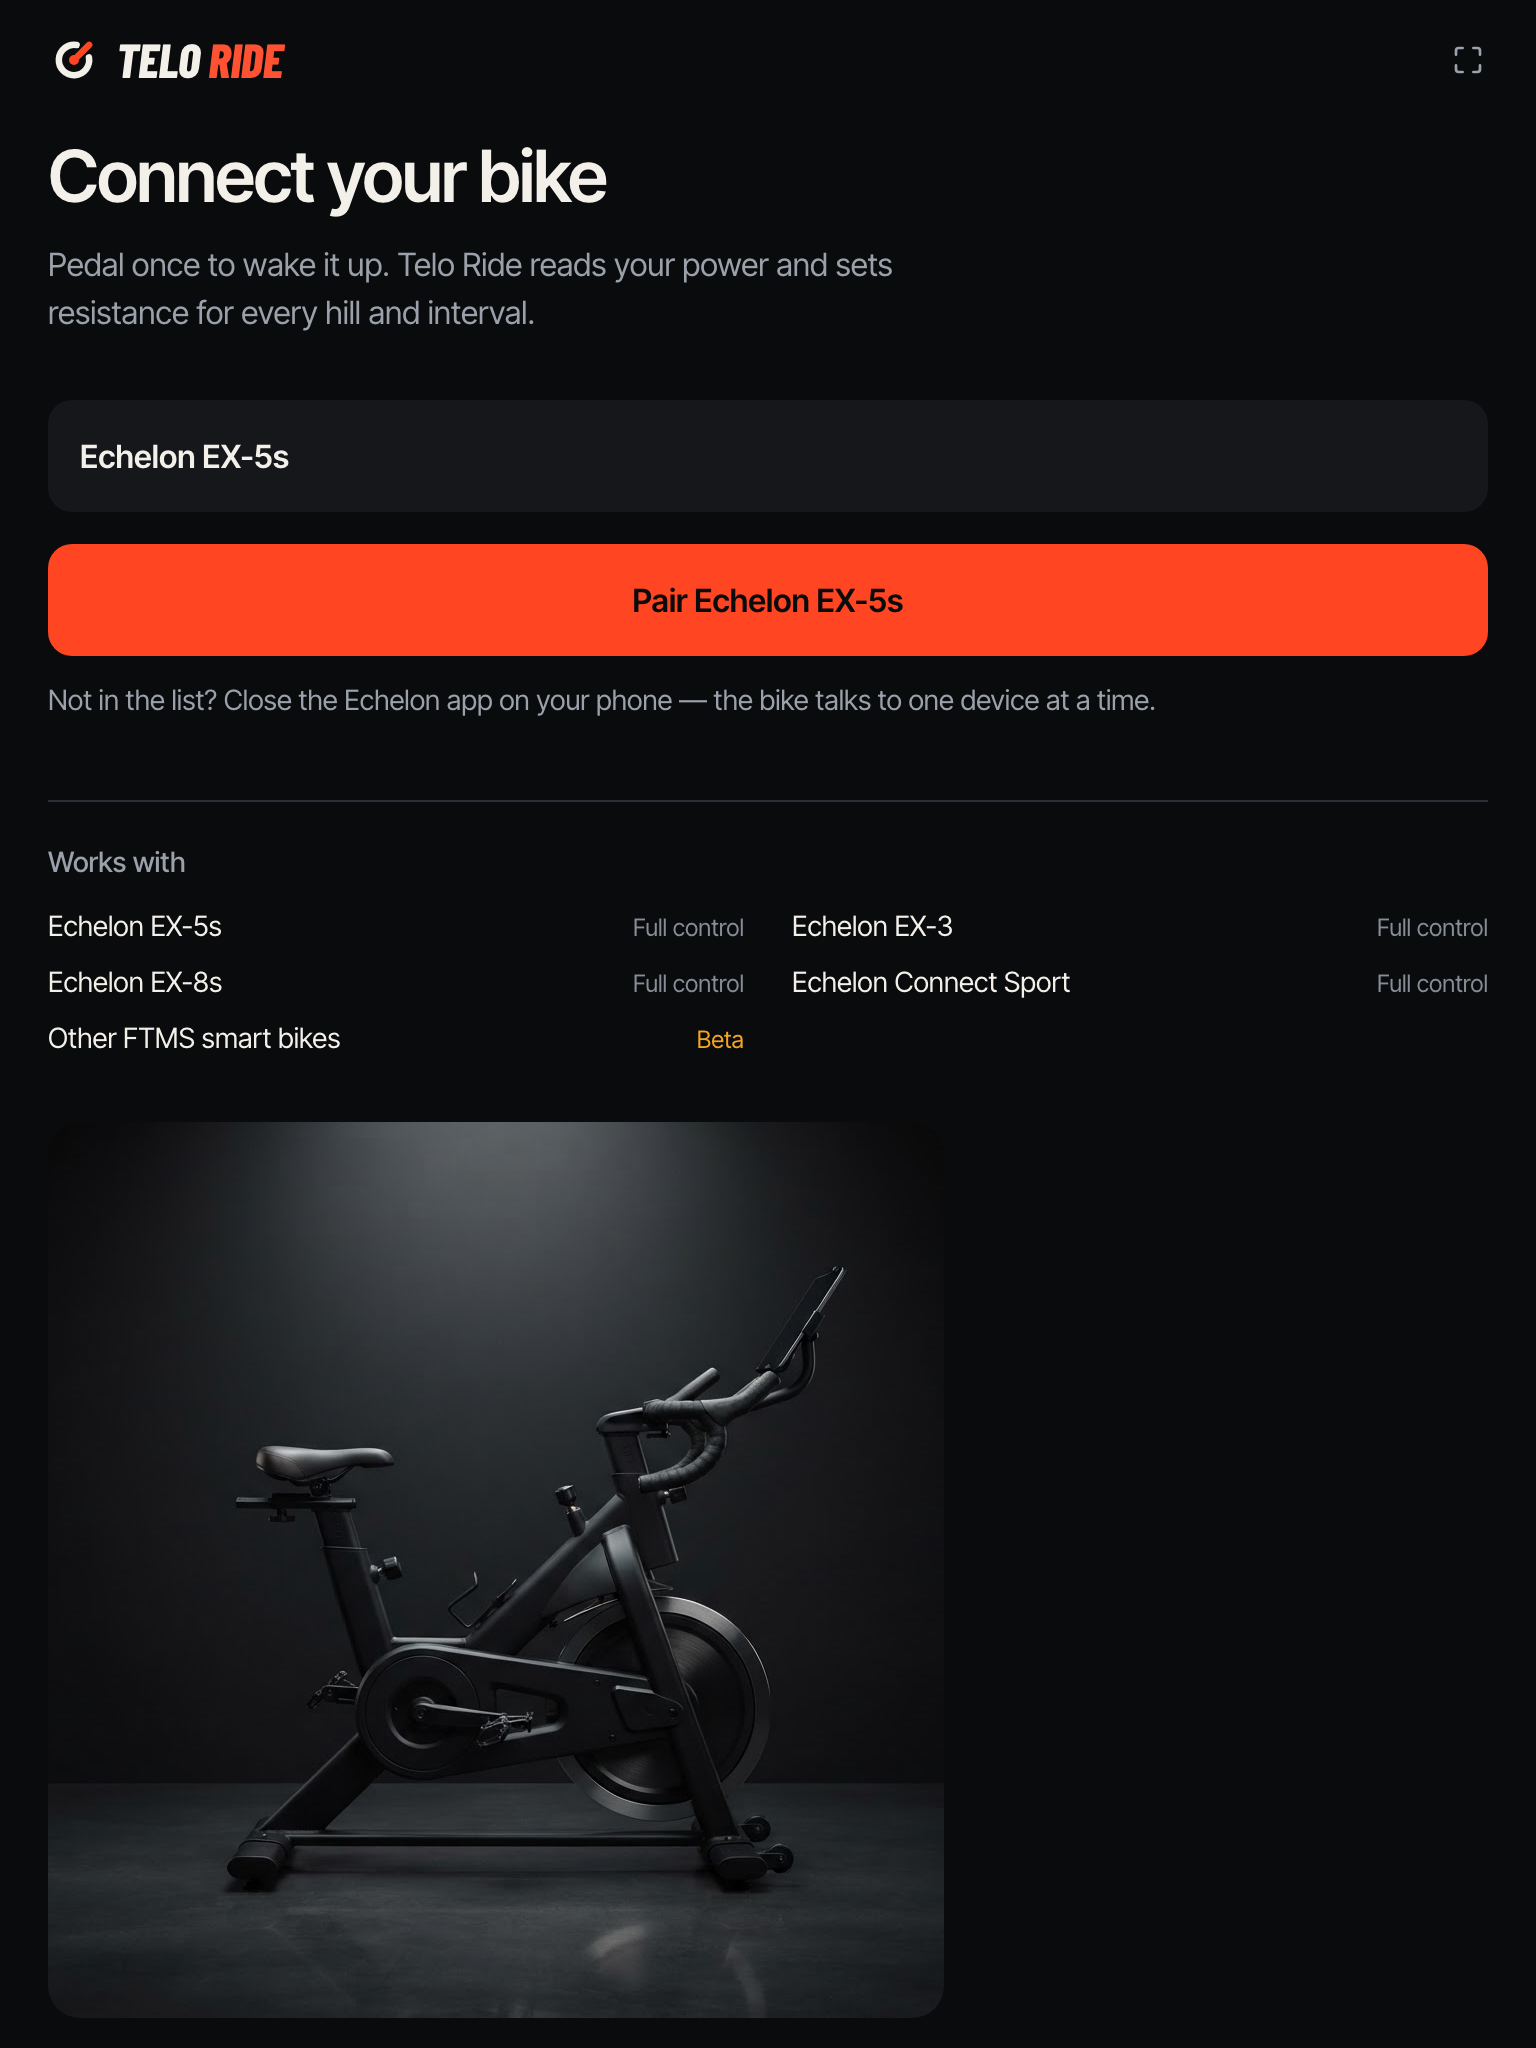 TELO RIDE
Connect your bike
Pedal once to wake it up. Telo Ride reads your power and sets
resistance for every hill and interval.
Echelon EX-5s
Pair Echelon EX-5s
Not in the list? Close the Echelon app on your phone — the bike talks to one device at a time.
Works with
Echelon EX-5s Full control
Echelon EX-3 Full control
Echelon EX-8s Full control
Echelon Connect Sport Full control
Other FTMS smart bikes Beta